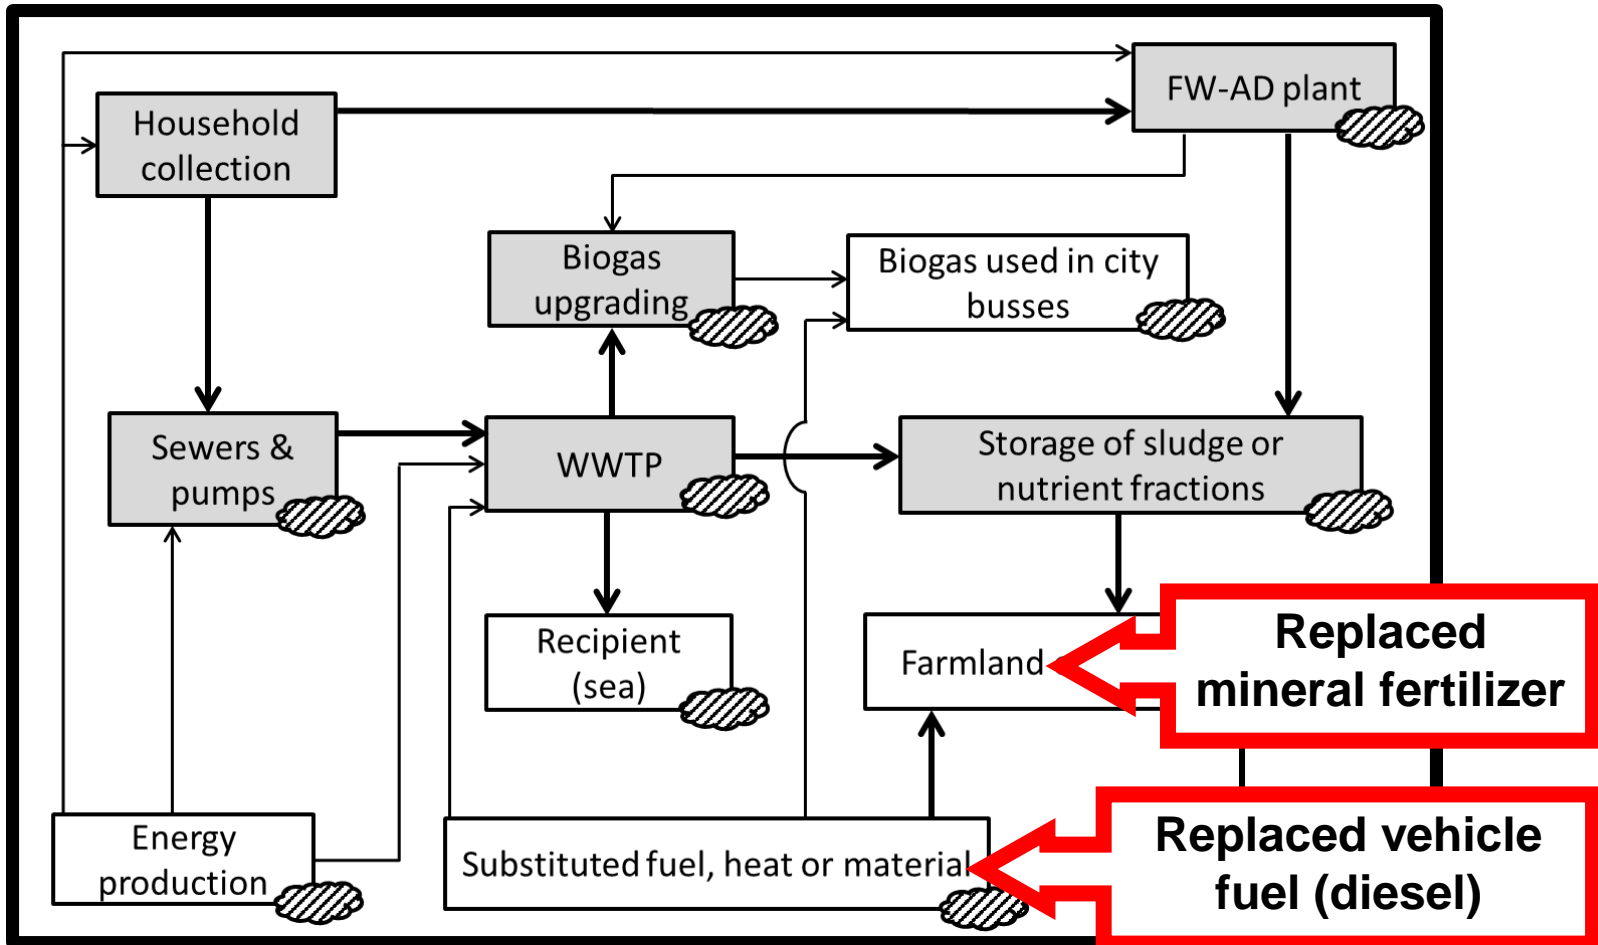 FW-AD plant
Household
collection
Biogas
upgrading
Biogas used in city
busses
Sewers &
pumps
WWTP
Storage of sludge or
nutrient fractions
Recipient
(sea)
Farmland
Replaced
mineral fertilizer
Energy
production
Substituted fuel, heat or material
Replaced vehicle
fuel (diesel)